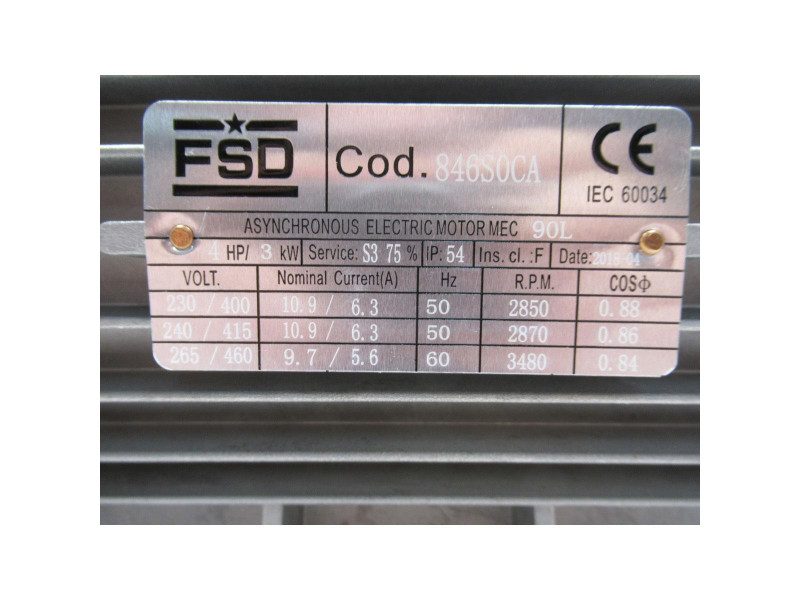 FSD
Cod. 846S0CA
CE
IEC 60034
ASYNCHRONOUS ELECTRIC MOTOR MEC 90L
4 HP/ 3 kW Service: S3 75 % IP: 54 Ins. cl. :F Date: 2018-04
VOLT. Nominal Current(A) Hz R.P.M. COSϕ
230 / 400 10.9 / 6.3 50 2850 0.88
240 / 415 10.9 / 6.3 50 2870 0.86
265 / 460 9.7 / 5.6 60 3480 0.84